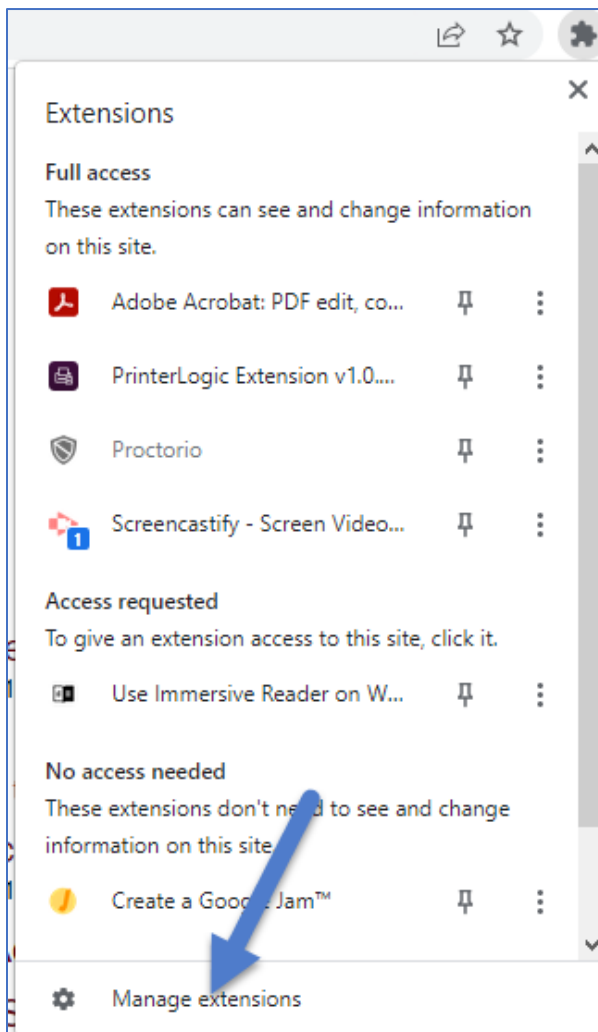 Extensions
Full access
These extensions can see and change information
on this site.
Adobe Acrobat: PDF edit, co...
PrinterLogic Extension v1.0....
Proctorio
1
Screencastify - Screen Video...
Access requested
To give an extension access to this site, click it.
Use Immersive Reader on W...
No access needed
These extensions don't need to see and change
information on this site.
Create a Google Jam™
Manage extensions